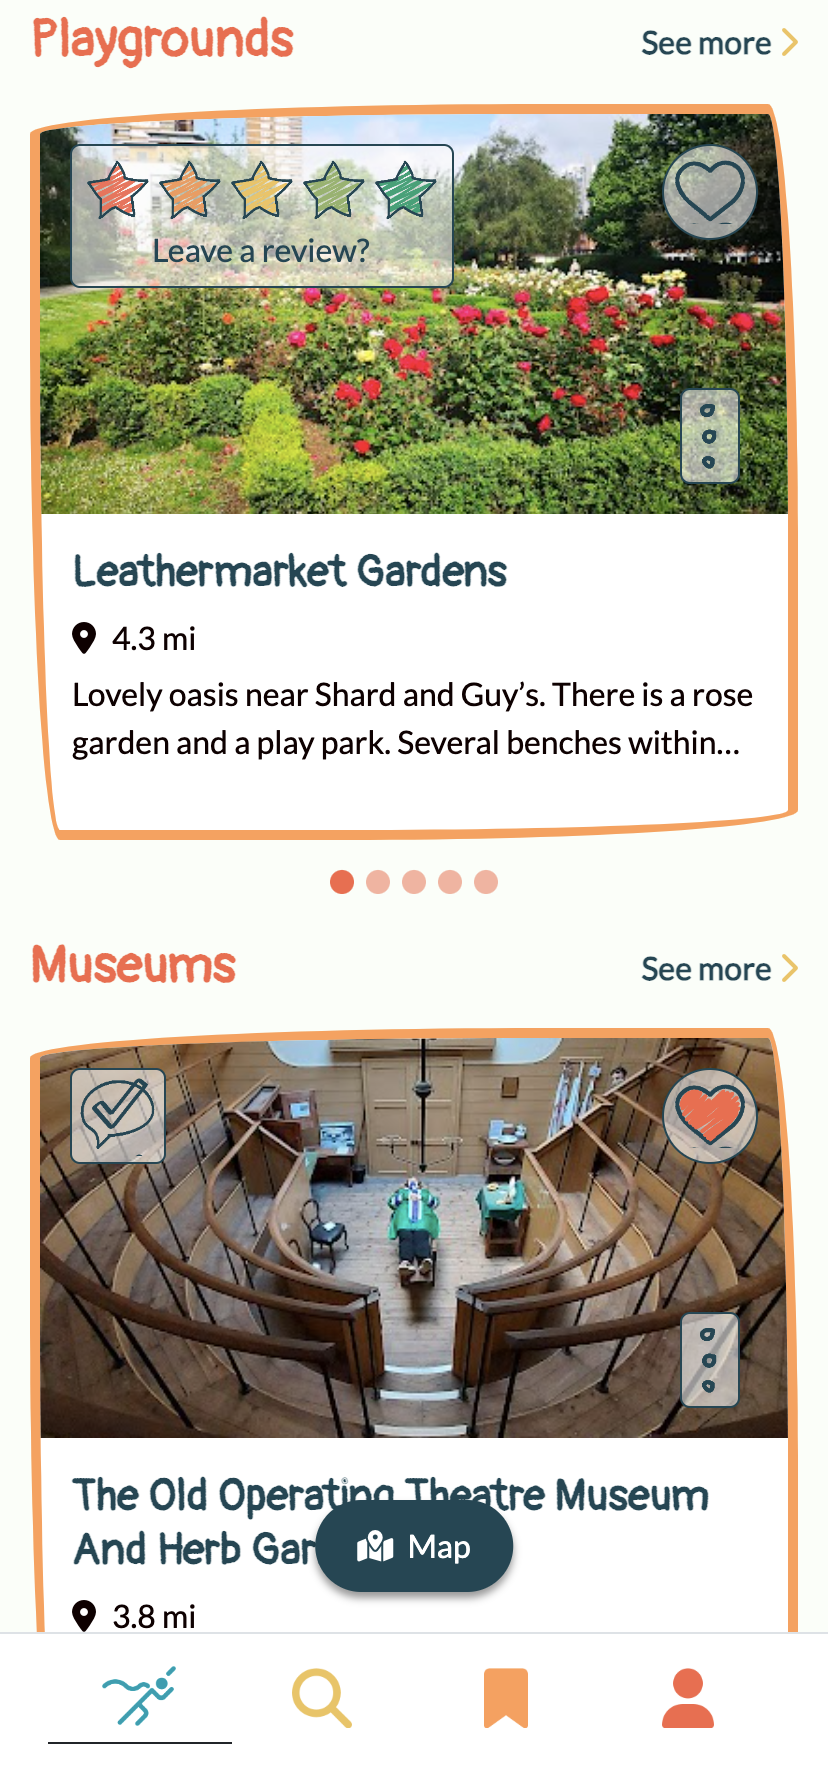 Playgrounds
See more
Leave a review?
Leathermarket Gardens
4.3 mi
Lovely oasis near Shard and Guy’s. There is a rose
garden and a play park. Several benches within...
Museums
See more
The Old Operating Theatre Museum
And Herb Gar
Map
3.8 mi